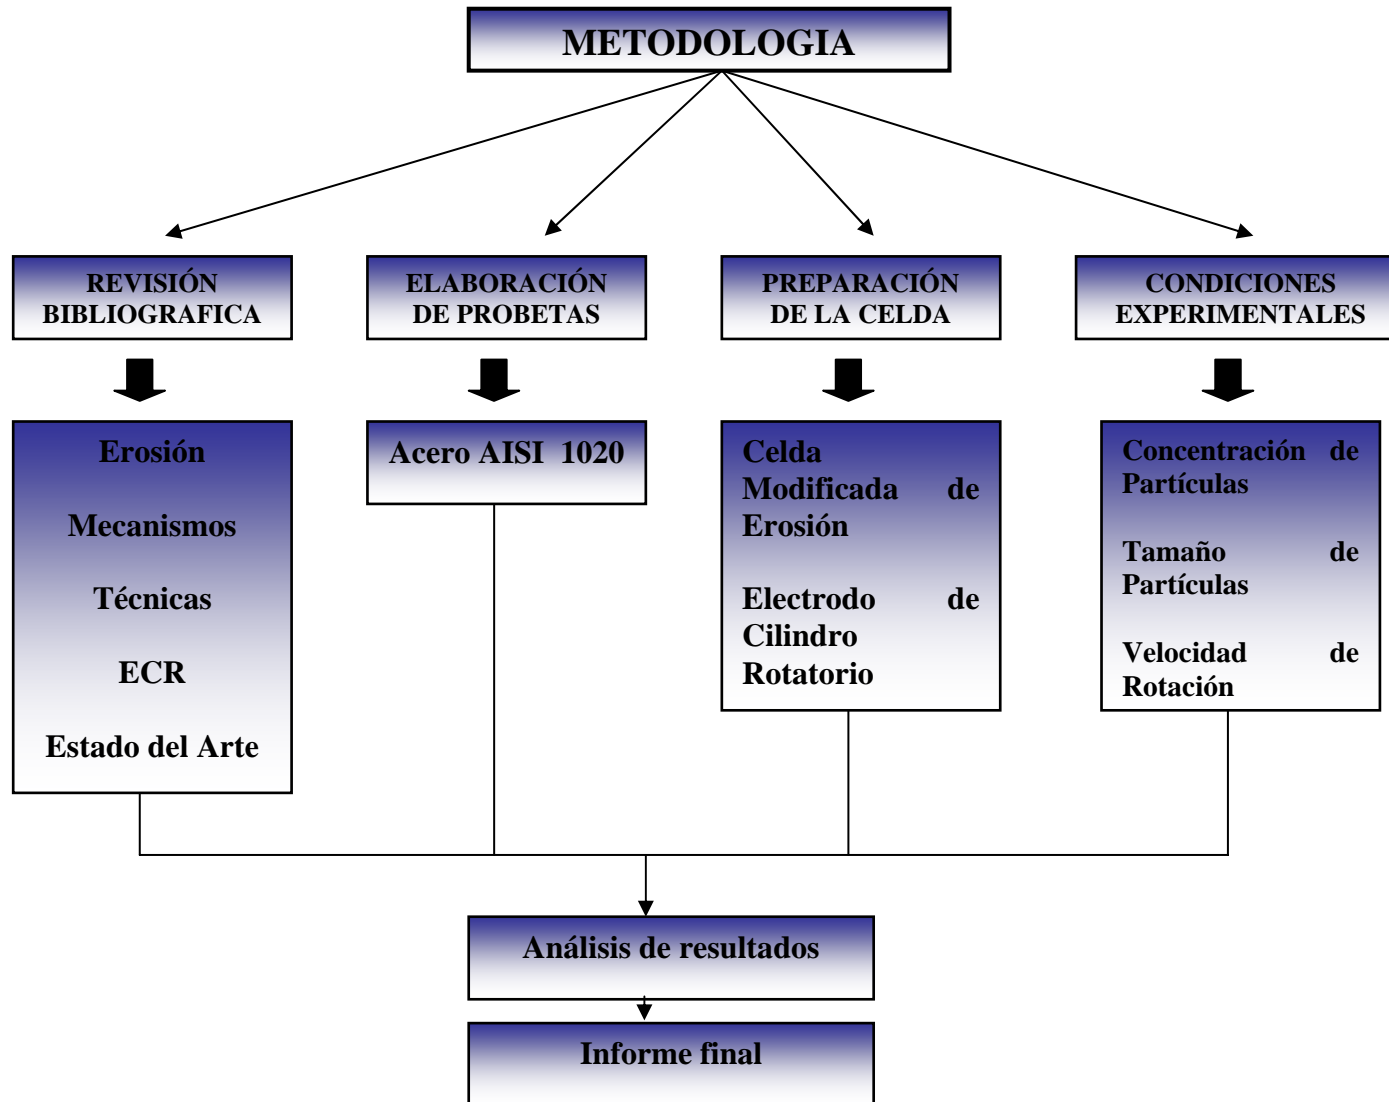 METODOLOGIA
REVISIÓN
BIBLIOGRAFICA
ELABORACIÓN
DE PROBETAS
PREPARACIÓN
DE LA CELDA
CONDICIONES
EXPERIMENTALES
Erosión
Mecanismos
Técnicas
ECR
Estado del Arte
Acero AISI 1020
Celda
Modificada de
Erosión
Electrodo de
Cilindro
Rotatorio
Concentración de
Partículas
Tamaño de
Partículas
Velocidad de
Rotación
Análisis de resultados
Informe final